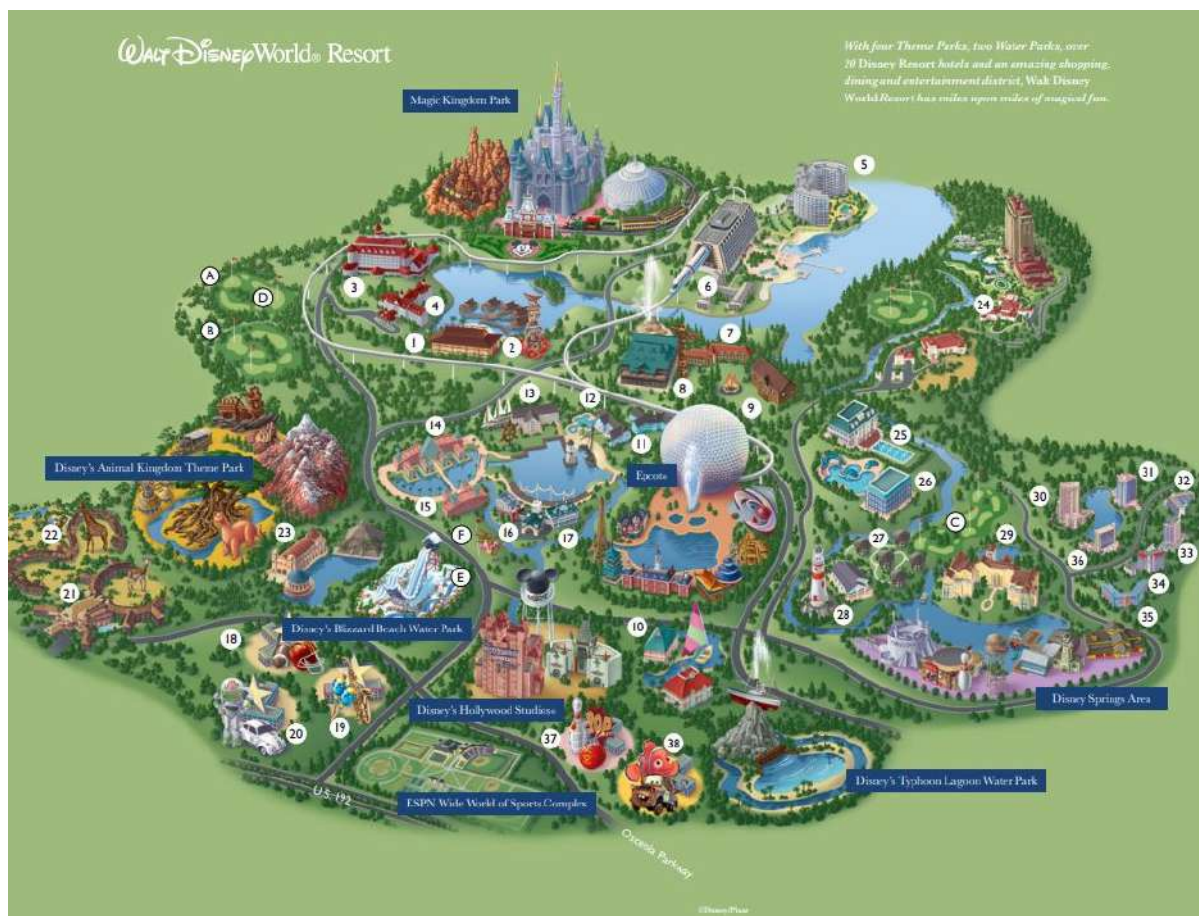 WALT DISNEY World® Resort
With four Theme Parks, two Water Parks, over
20 Disney Resort hotels and an amazing shopping,
dining and entertainment district, Walt Disney
World Resort has miles upon miles of magical fun.
Magic Kingdom Park
5
A
D
3
6
4
24
B
1
2
7
8
13
12
9
14
11
25
Disney's Animal Kingdom Theme Park
Epcot®
31
32
26
30
15
22
23
16
17
F
C
27
29
36
33
E
34
21
28
10
35
18
Disney's Blizzard Beach Water Park
Disney Springs Area
19
20
Disney's Hollywood Studios®
37
38
Disney's Typhoon Lagoon Water Park
U.S. 192
ESPN Wide World of Sports Complex
Osceola Parkway
©Disney/Pixar